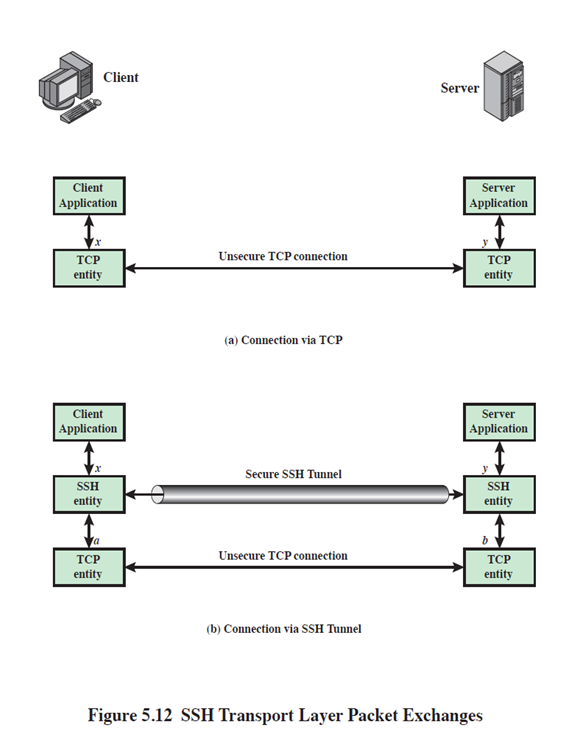 Client
Server
Client
Application
Server
Application
x
y
TCP
entity
Unsecure TCP connection
TCP
entity
(a) Connection via TCP
Client
Application
Server
Application
x
y
SSH
entity
Secure SSH Tunnel
SSH
entity
a
b
TCP
entity
Unsecure TCP connection
TCP
entity
(b) Connection via SSH Tunnel
Figure 5.12 SSH Transport Layer Packet Exchanges